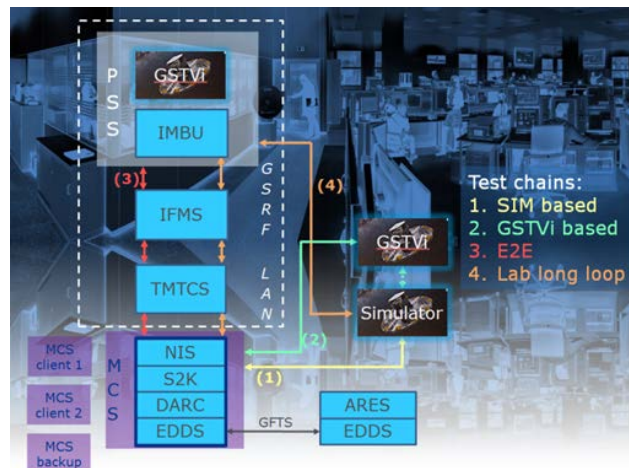 P
S
S
GSTVi
IMBU
(3)
IFMS
TMTCS
G
S
R
F
L
A
N
(4)
GSTVi
Simulator
(2)
(1)
Test chains:
1. SIM based
2. GSTVi based
3. E2E
4. Lab long loop
MCS
client 1
MCS
client 2
MCS
backup
M
C
S
NIS
S2K
DARC
EDDS
GFTS
ARES
EDDS